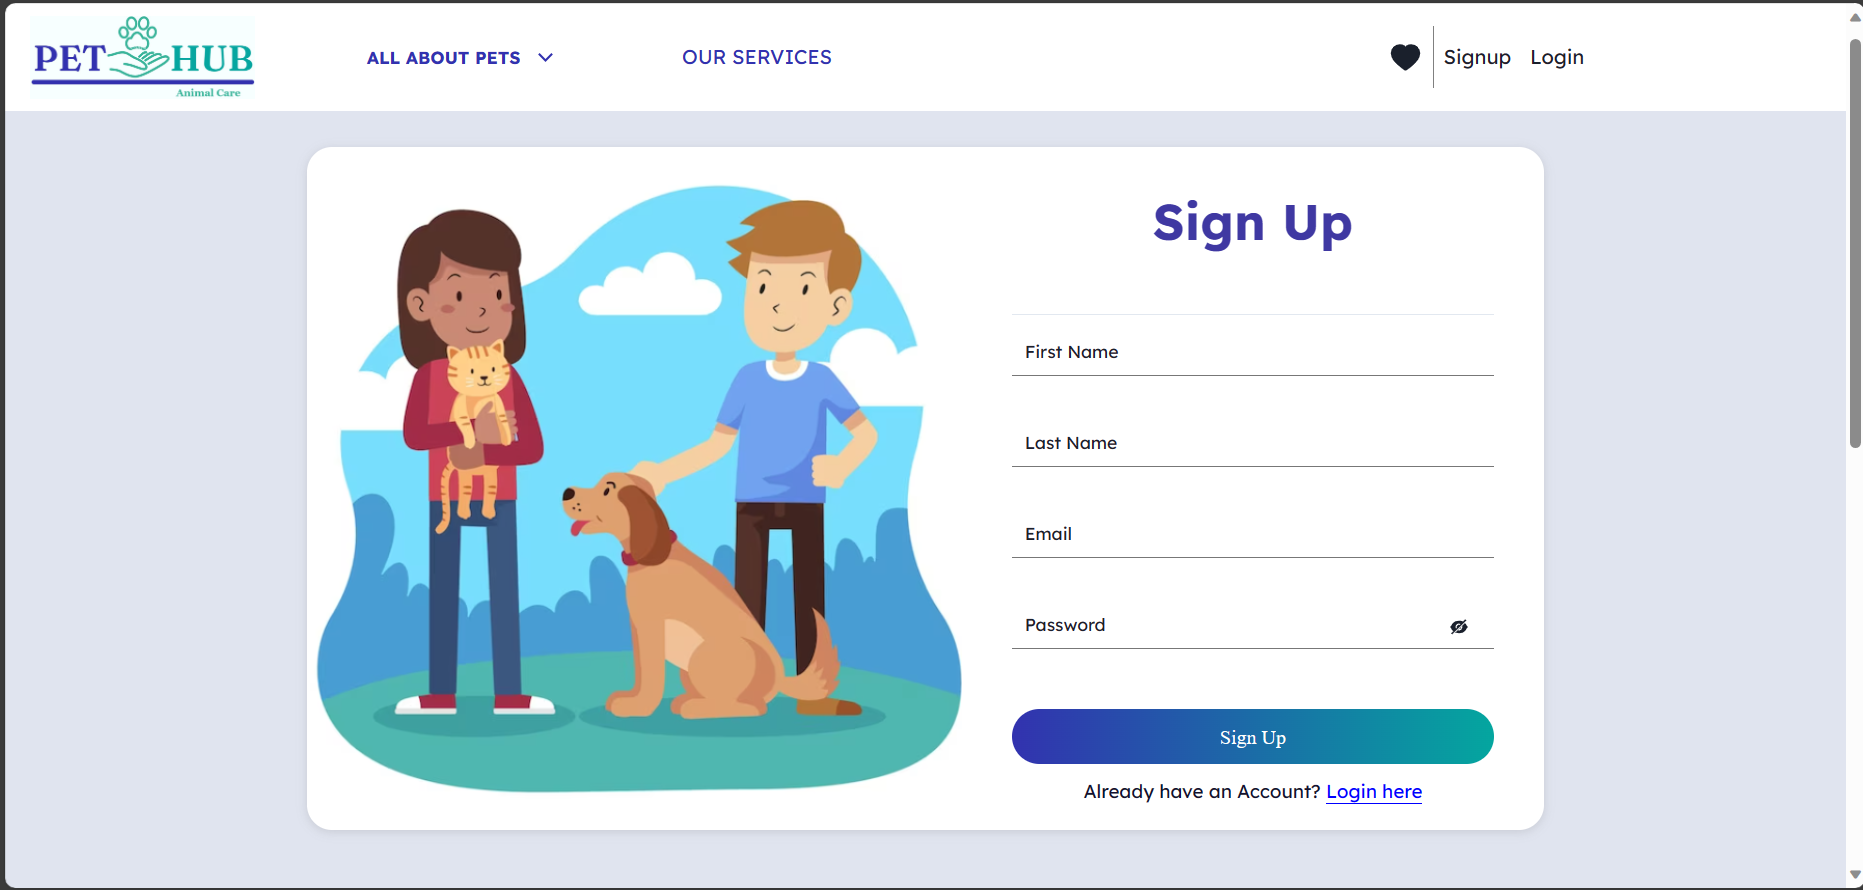 PET HUB
Animal Care
ALL ABOUT PETS
OUR SERVICES
Signup
Login
Sign Up
First Name
Last Name
Email
Password
Sign Up
Already have an Account? Login here